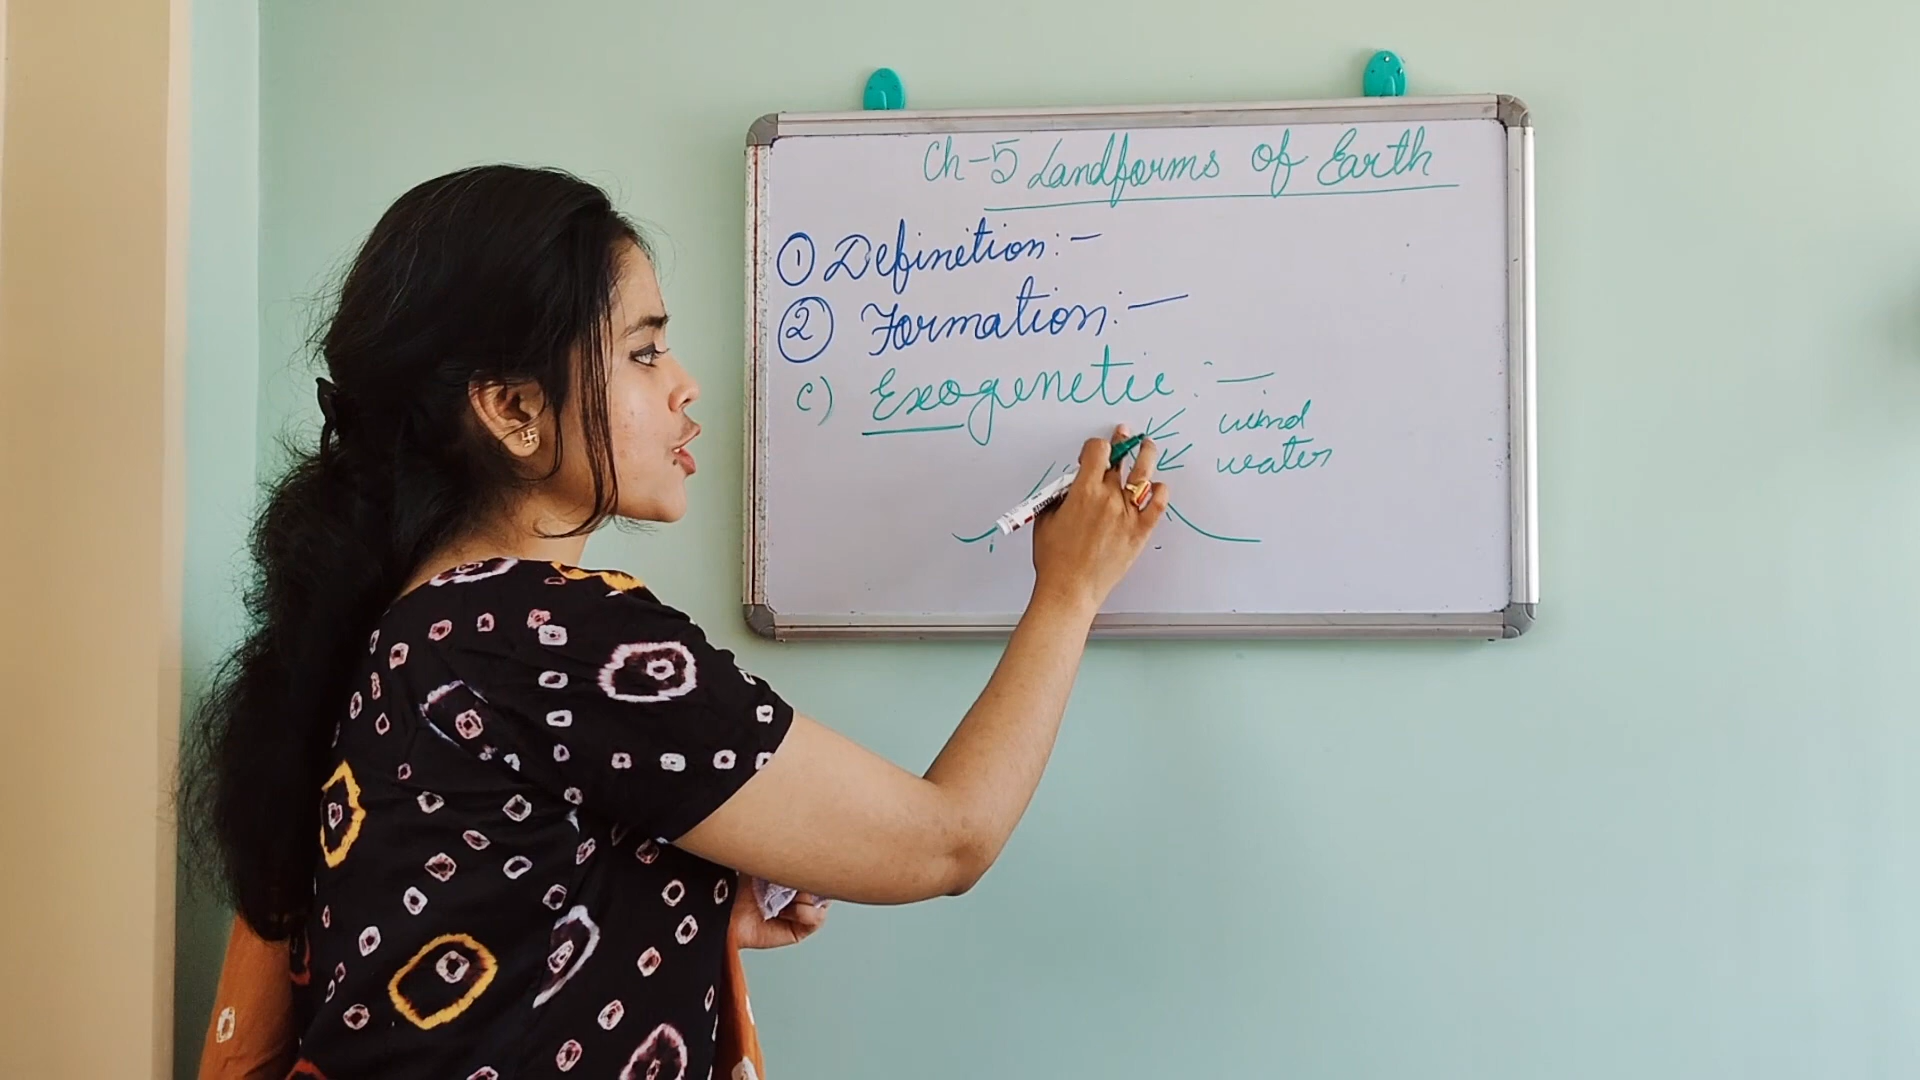 Ch-5 Landforms of Earth
① Definetion:-
② Formation:-
c) Exogenetic :-
wind
water